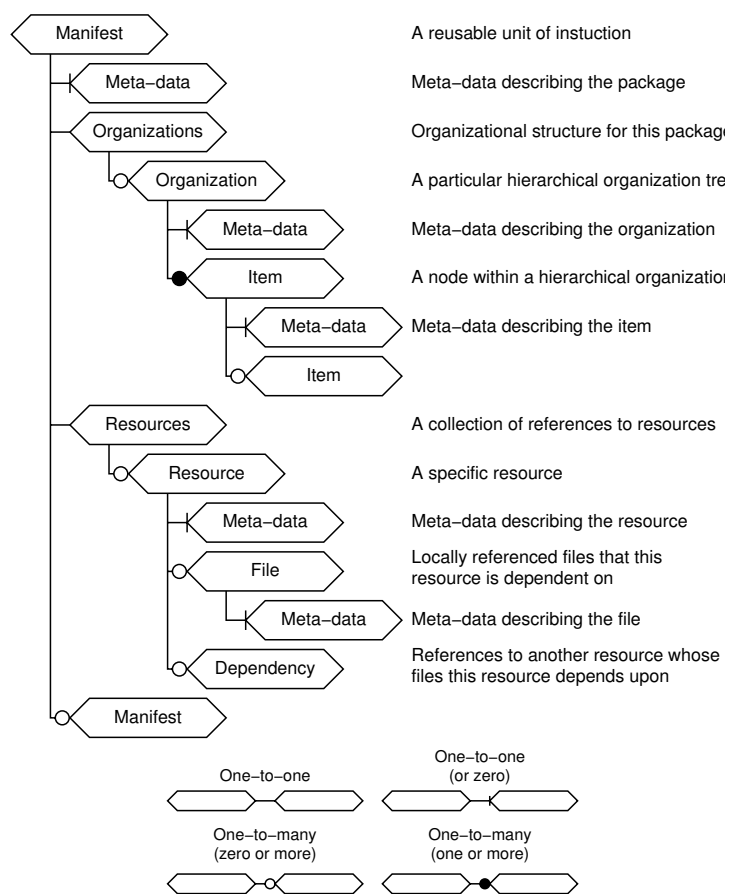 Manifest A reusable unit of instuction
Meta−data Meta−data describing the package
Organizations Organizational structure for this package
Organization A particular hierarchical organization tre
Meta−data Meta−data describing the organization
Item A node within a hierarchical organization
Meta−data Meta−data describing the item
Item
Resources A collection of references to resources
Resource A specific resource
Meta−data Meta−data describing the resource
File Locally referenced files that this
resource is dependent on
Meta−data Meta−data describing the file
Dependency References to another resource whose
files this resource depends upon
Manifest
One−to−one One−to−one
(or zero)
One−to−many One−to−many
(zero or more) (one or more)